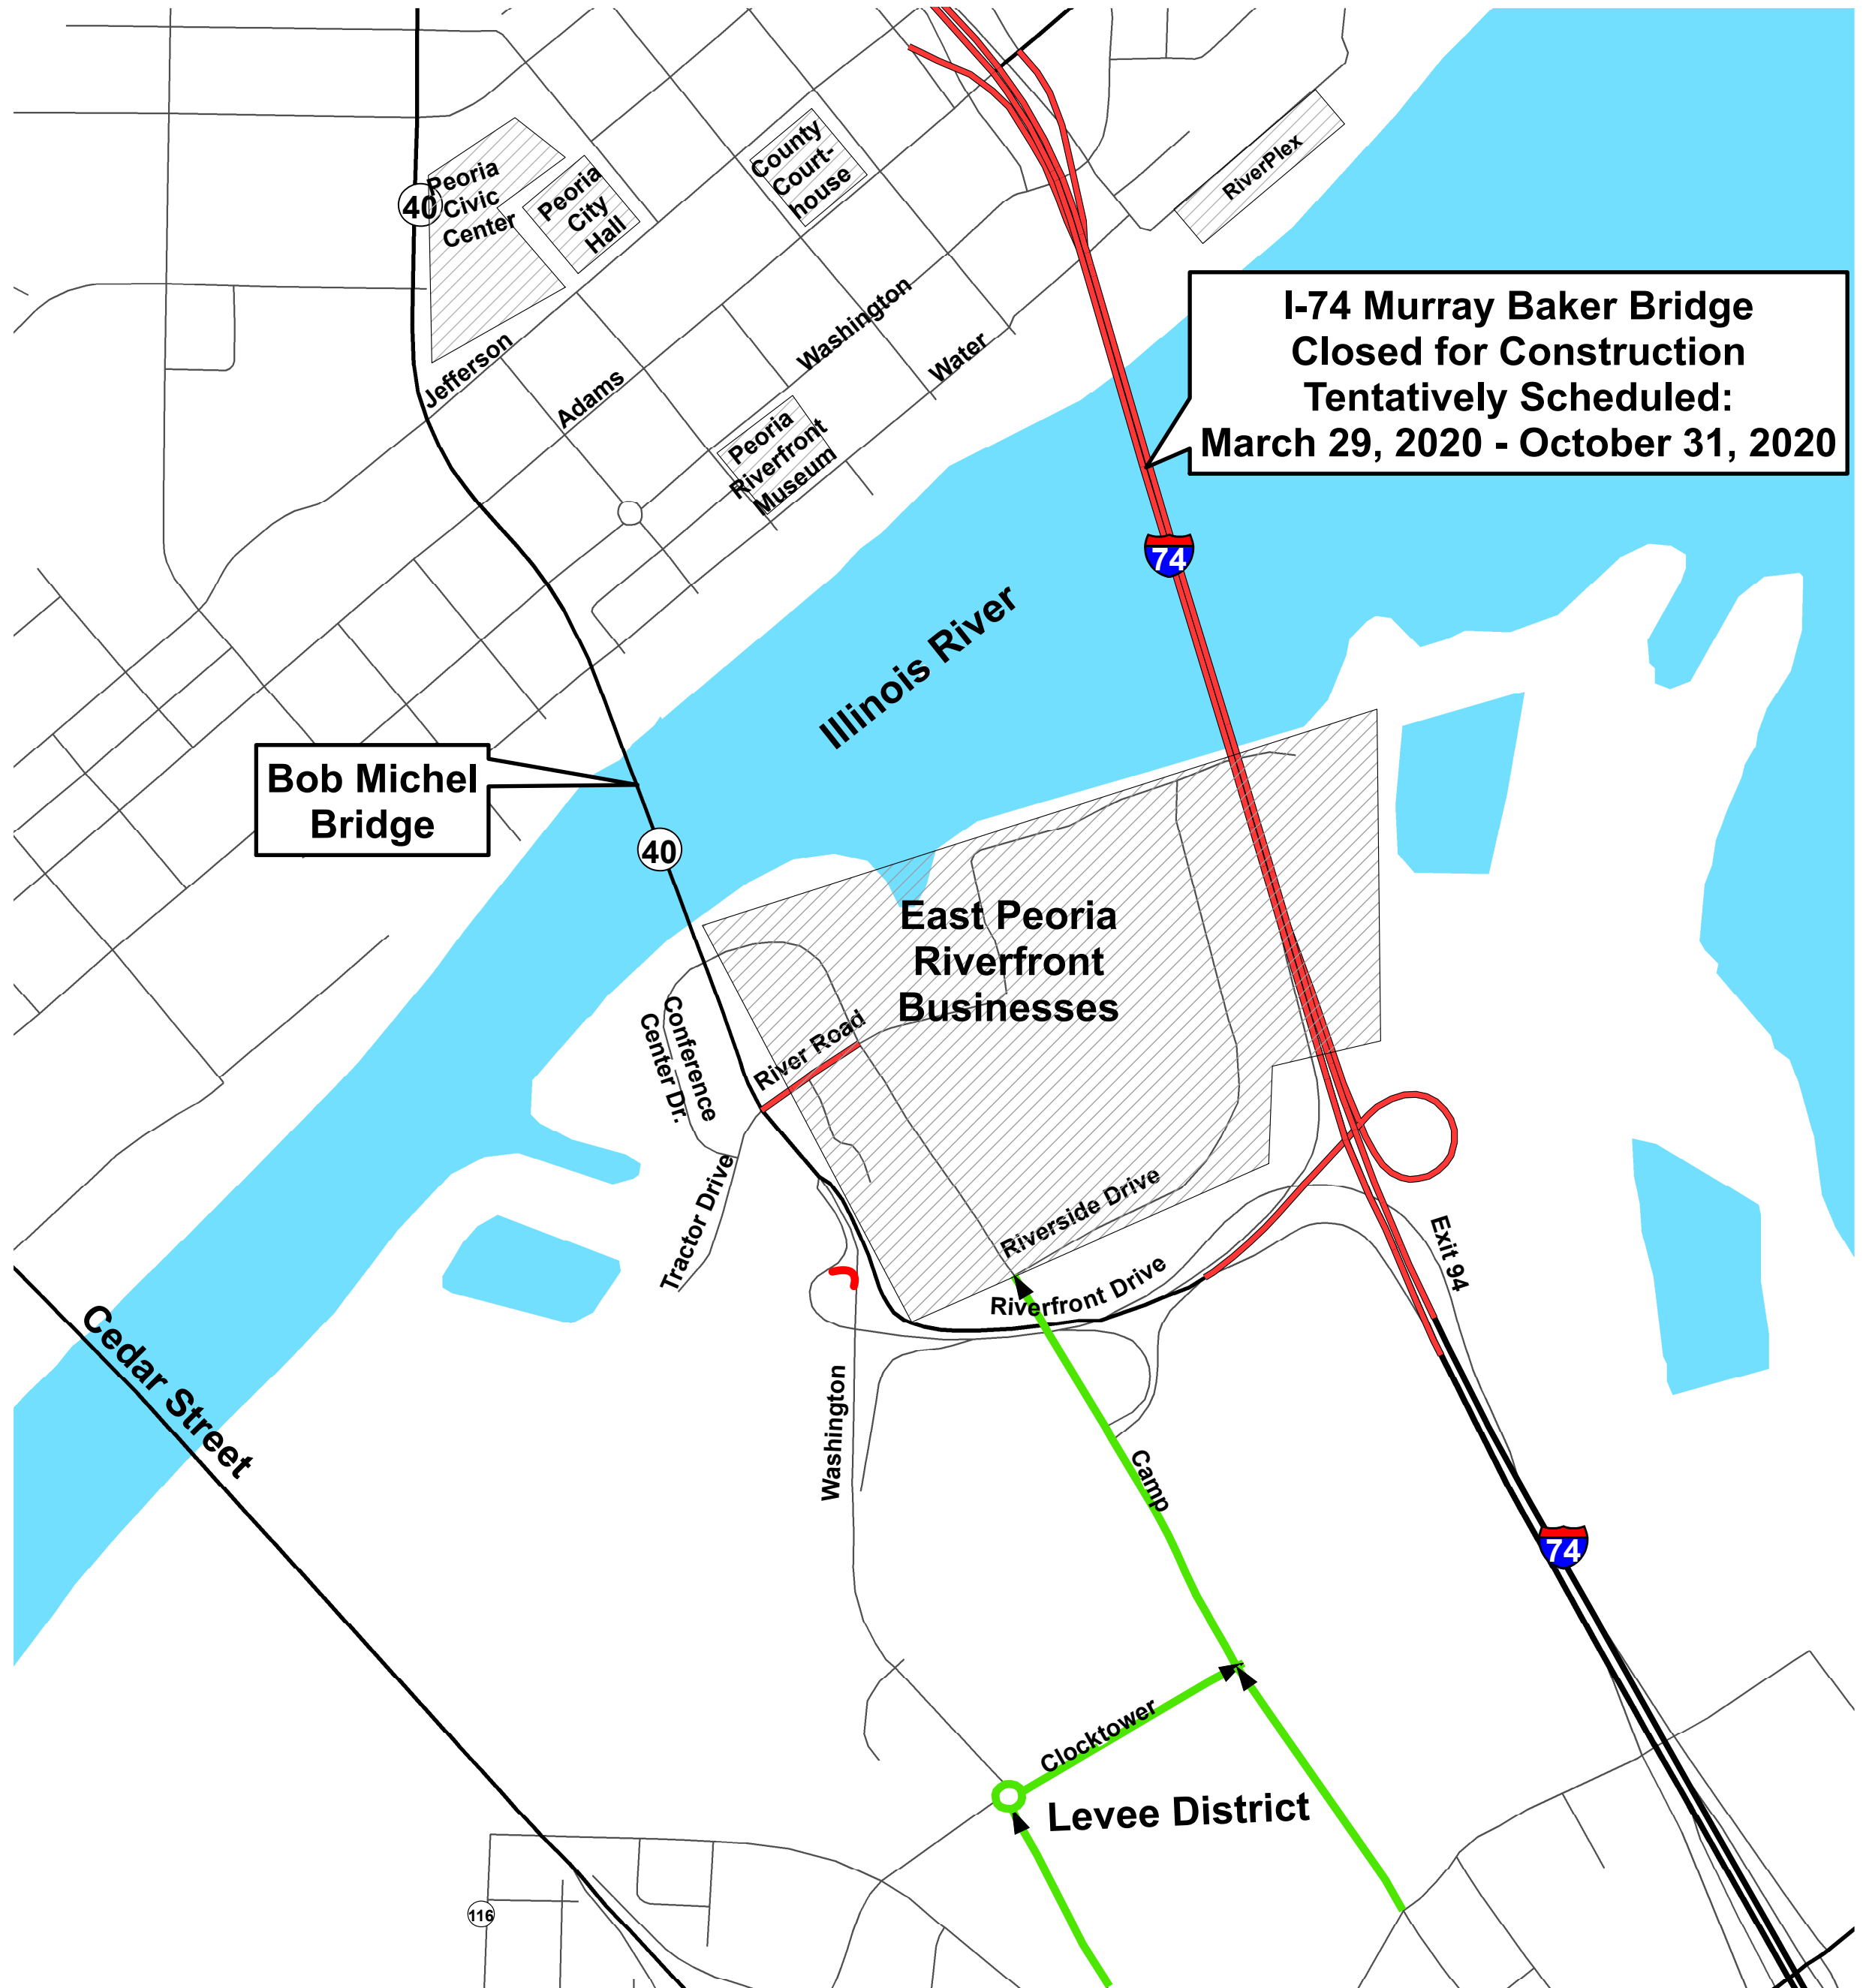 Peoria
Civic
Center
40
Peoria
City
Hall
County
Court-
house
RiverPlex
I-74 Murray Baker Bridge
Closed for Construction
Tentatively Scheduled:
March 29, 2020 - October 31, 2020
Jefferson
Adams
Washington
Water
Peoria
Riverfront
Museum
74
Illinois River
Bob Michel
Bridge
40
East Peoria
Riverfront
Businesses
Conference
Center Dr.
River Road
Tractor Drive
Riverside Drive
Riverfront Drive
Exit 94
Cedar Street
Washington
Camp
74
Clocktower
Levee District
116